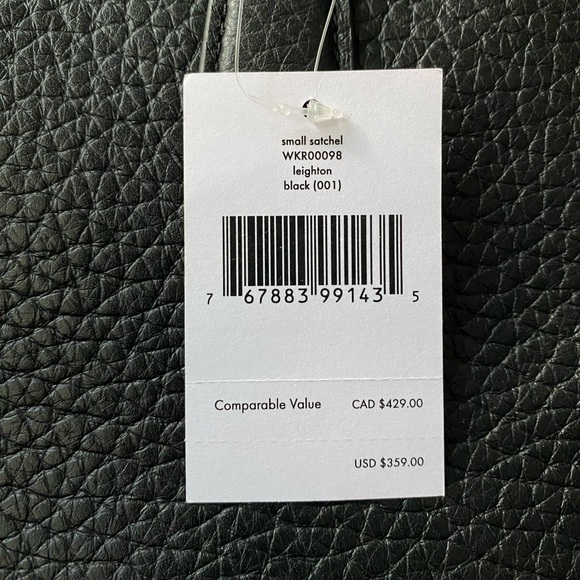 small satchel
WKR00098
leighton
black (001)
7 67883 99143 5
Comparable Value CAD $429.00
USD $359.00